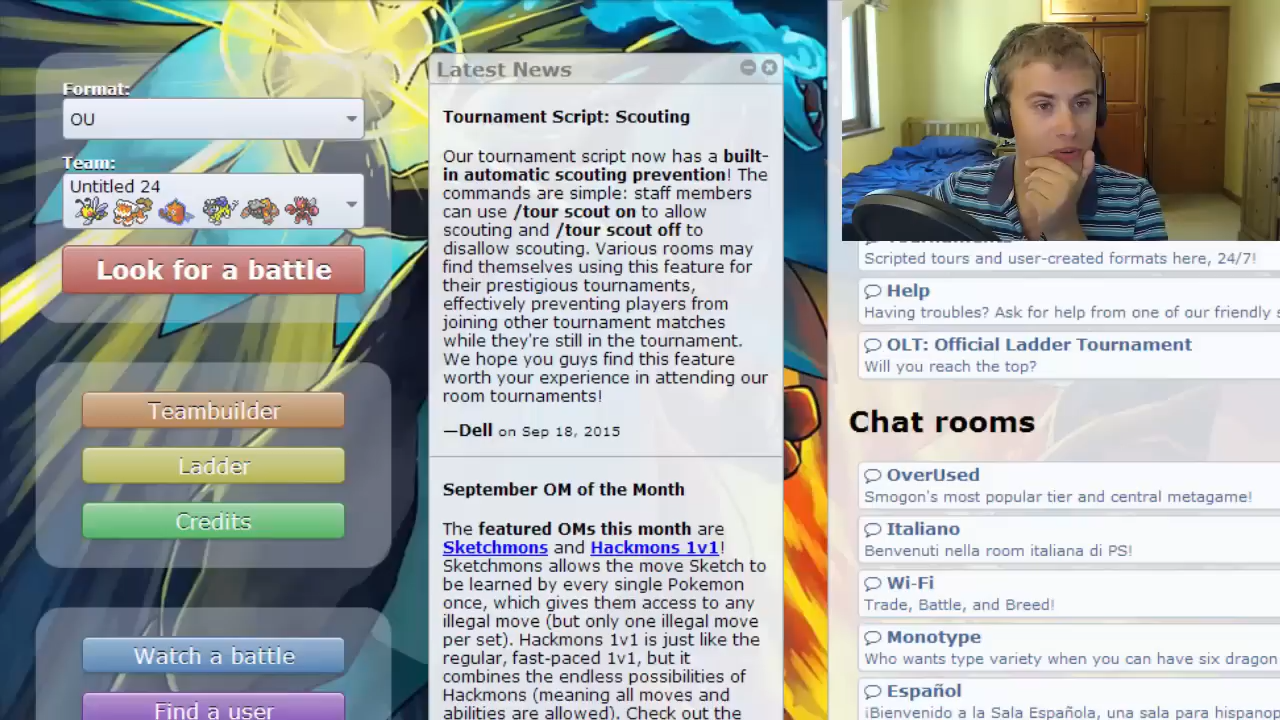 Format:
OU
Team:
Untitled 24
Look for a battle
Teambuilder
Ladder
Credits
Watch a battle
Find a user
Latest News
Tournament Script: Scouting
Our tournament script now has a built-
in automatic scouting prevention! The
commands are simple: staff members
can use /tour scout on to allow
scouting and /tour scout off to
disallow scouting. Various rooms may
find themselves using this feature for
their prestigious tournaments,
effectively preventing players from
joining other tournament matches
while they're still in the tournament.
We hope you guys find this feature
worth your experience in attending our
room tournaments!
—Dell on Sep 18, 2015
September OM of the Month
The featured OMs this month are
Sketchmons and Hackmons 1v1!
Sketchmons allows the move Sketch to
be learned by every single Pokemon
once, which gives them access to any
illegal move (but only one illegal move
per set). Hackmons 1v1 is just like the
regular, fast-paced 1v1, but it
combines the endless possibilities of
Hackmons (meaning all moves and
abilities are allowed). Check out the
Scripted tours and user-created formats here, 24/7!
Help
Having troubles? Ask for help from one of our friendly
OLT: Official Ladder Tournament
Will you reach the top?
Chat rooms
OverUsed
Smogon's most popular tier and central metagame!
Italiano
Benvenuti nella room italiana di PS!
Wi-Fi
Trade, Battle, and Breed!
Monotype
Who wants type variety when you can have six dragon
Español
¡Bienvenido a la Sala Española, una sala para hispano